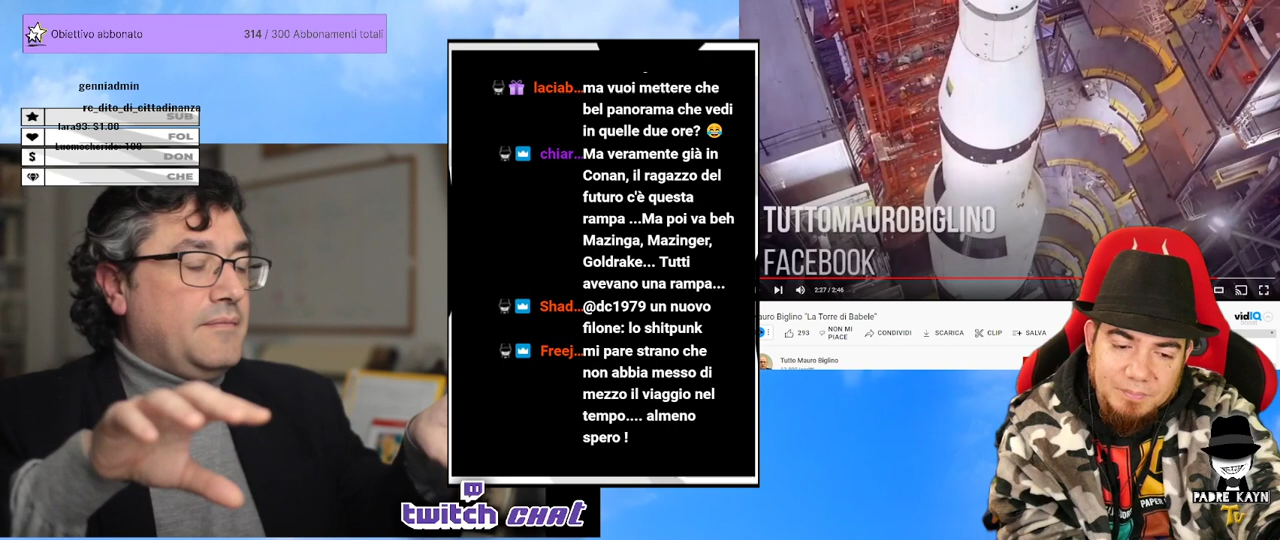 Obiettivo abbonato
314 / 300 Abbonamenti totali
genniadmin
rc_dito_di_cittadinanza
SUB
lara93: $1.00
FOL
DON
CHE
laciab...ma vuoi mettere che
bel panorama che vedi
in quelle due ore? 😂
chiar...Ma veramente già in
Conan, il ragazzo del
futuro c'è questa
rampa ...Ma poi va beh
Mazinga, Mazinger,
Goldrake... Tutti
avevano una rampa...
Shad...@dc1979 un nuovo
filone: lo shitpunk
Freej...mi pare strano che
non abbia messo di
mezzo il viaggio nel
tempo.... almeno
spero !
twitch CHAT
TUTTOMAUROBIGLINO
FACEBOOK
2:27 / 2:46
auro Biglino "La Torre di Babele"
vidIQ
293
NON MI
PIACE
CONDIVIDI
SCARICA
CLIP
SALVA
Tutto Mauro Biglino
PADRE KAYN
TV